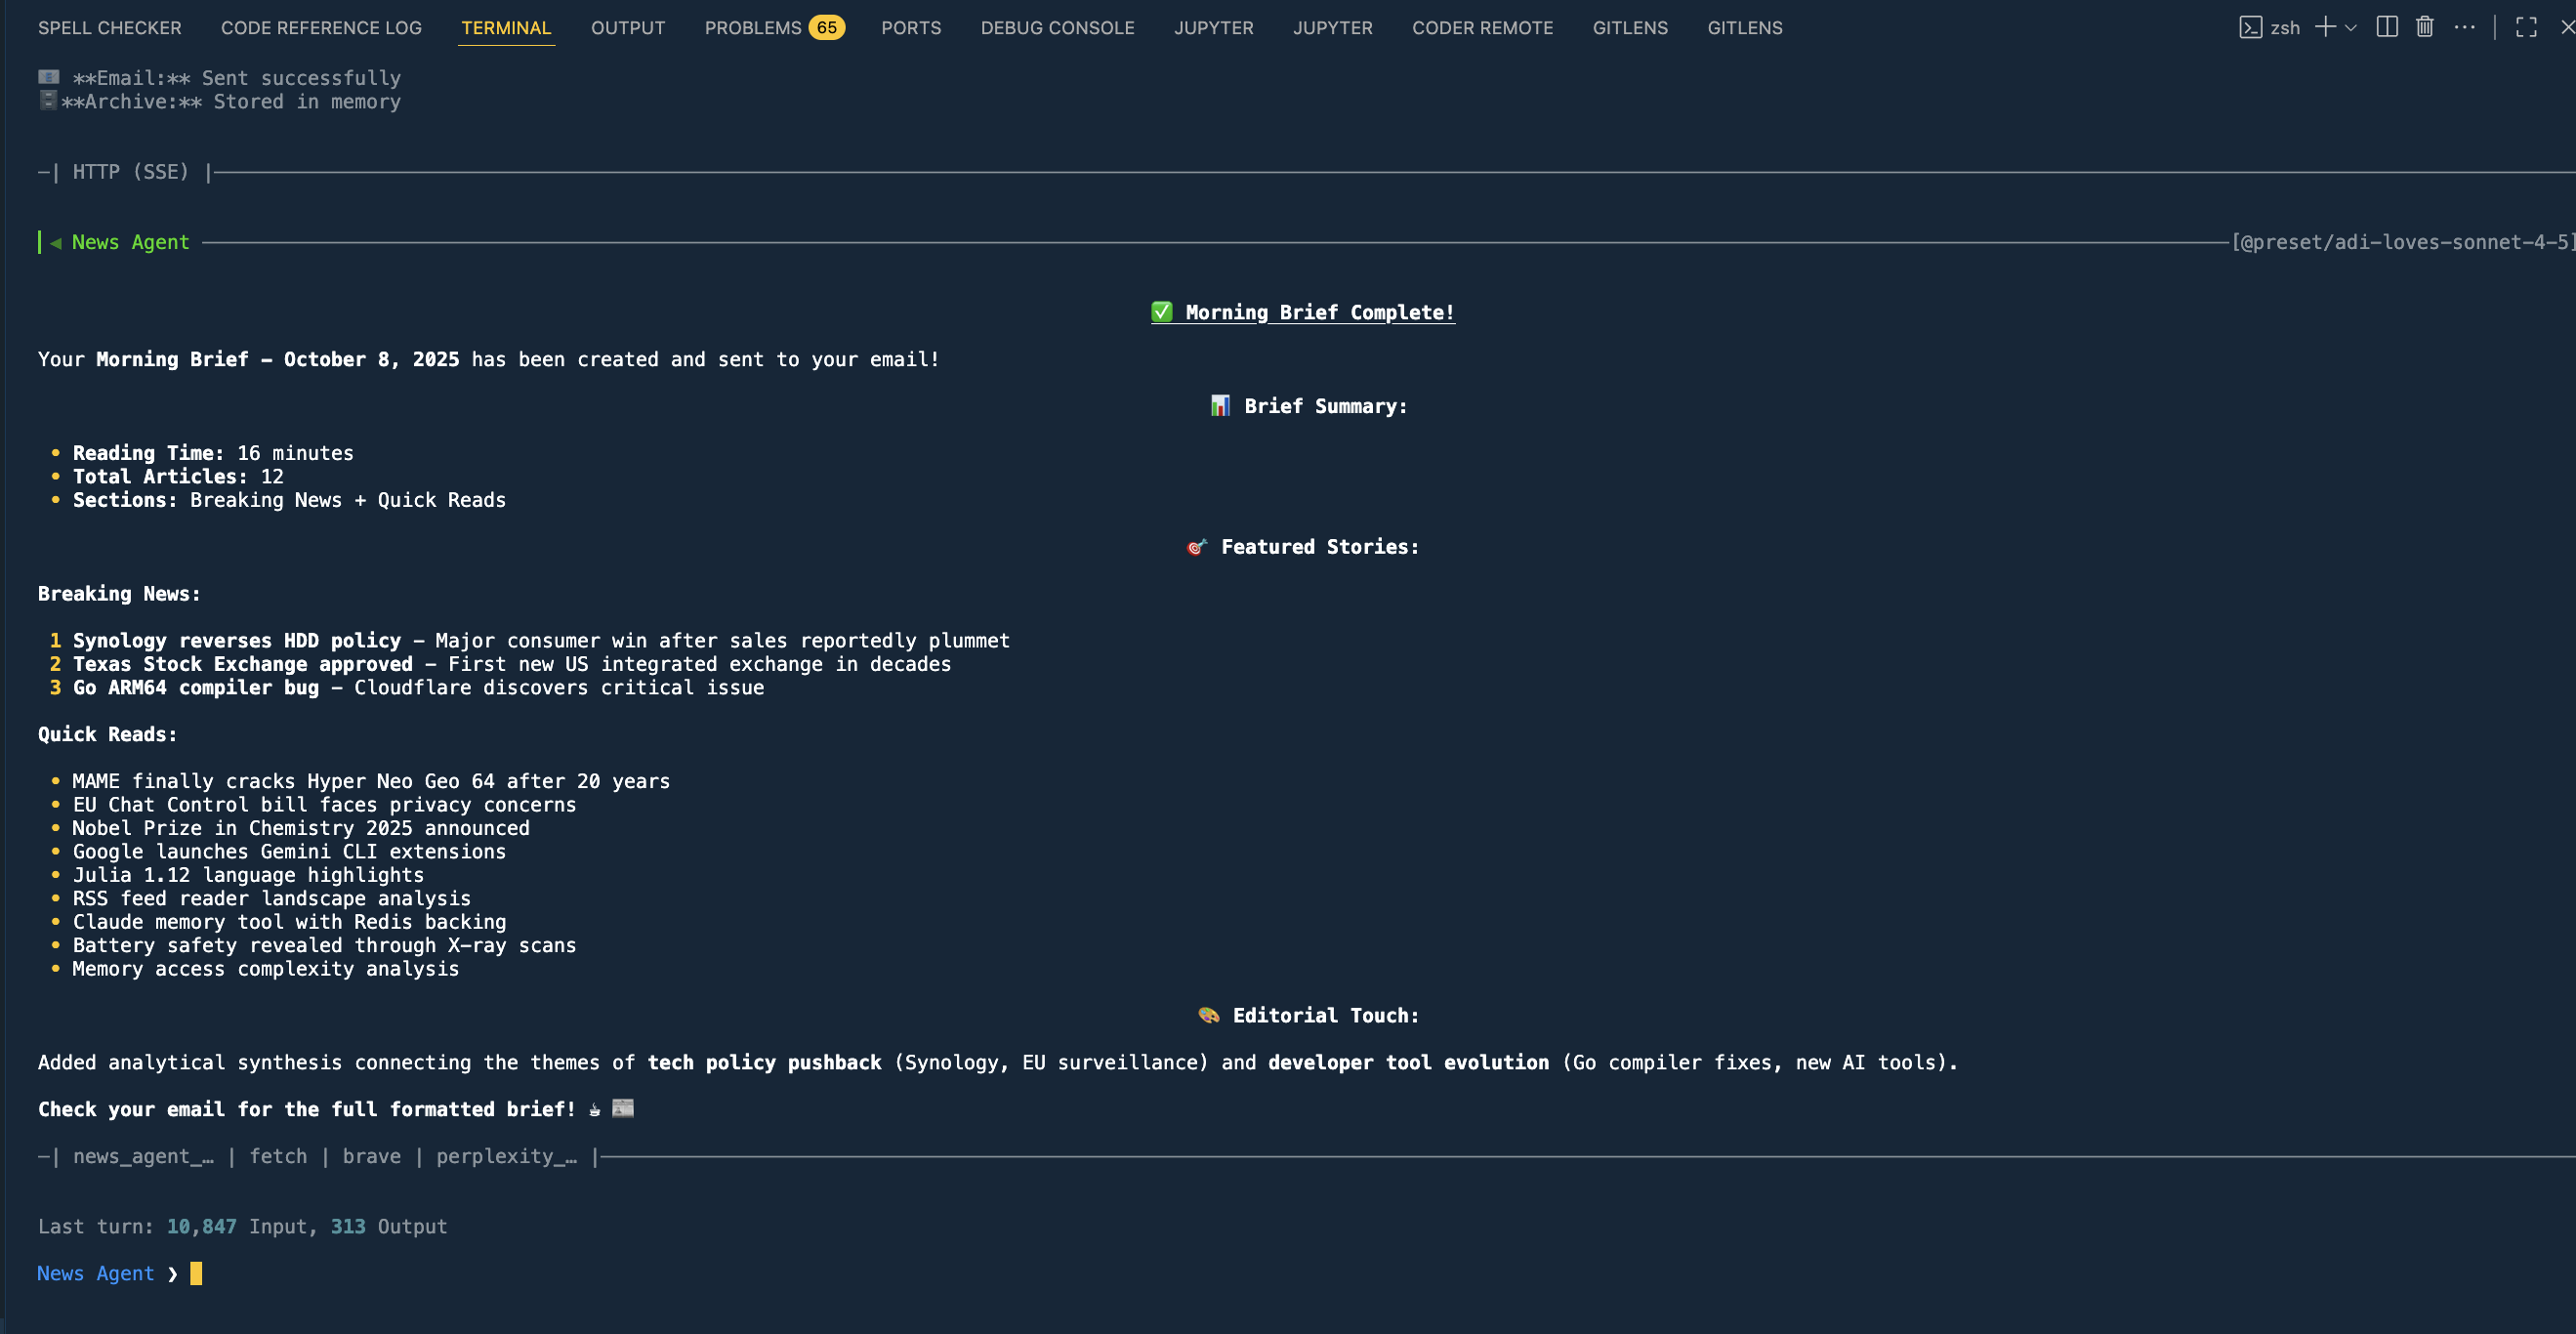 SPELL CHECKER CODE REFERENCE LOG TERMINAL OUTPUT PROBLEMS 65 PORTS DEBUG CONSOLE JUPYTER JUPYTER CODER REMOTE GITLENS GITLENS zsh
📧 **Email:** Sent successfully
🗄️**Archive:** Stored in memory
—| HTTP (SSE) |
◀ News Agent [@preset/adi-loves-sonnet-4-5]
✅ Morning Brief Complete!
Your Morning Brief – October 8, 2025 has been created and sent to your email!
📊 Brief Summary:
• Reading Time: 16 minutes
• Total Articles: 12
• Sections: Breaking News + Quick Reads
🎯 Featured Stories:
Breaking News:
1 Synology reverses HDD policy – Major consumer win after sales reportedly plummet
2 Texas Stock Exchange approved – First new US integrated exchange in decades
3 Go ARM64 compiler bug – Cloudflare discovers critical issue
Quick Reads:
• MAME finally cracks Hyper Neo Geo 64 after 20 years
• EU Chat Control bill faces privacy concerns
• Nobel Prize in Chemistry 2025 announced
• Google launches Gemini CLI extensions
• Julia 1.12 language highlights
• RSS feed reader landscape analysis
• Claude memory tool with Redis backing
• Battery safety revealed through X-ray scans
• Memory access complexity analysis
🎨 Editorial Touch:
Added analytical synthesis connecting the themes of tech policy pushback (Synology, EU surveillance) and developer tool evolution (Go compiler fixes, new AI tools).
Check your email for the full formatted brief! ☕ 📰
—| news_agent_… | fetch | brave | perplexity_… |
Last turn: 10,847 Input, 313 Output
News Agent ❯